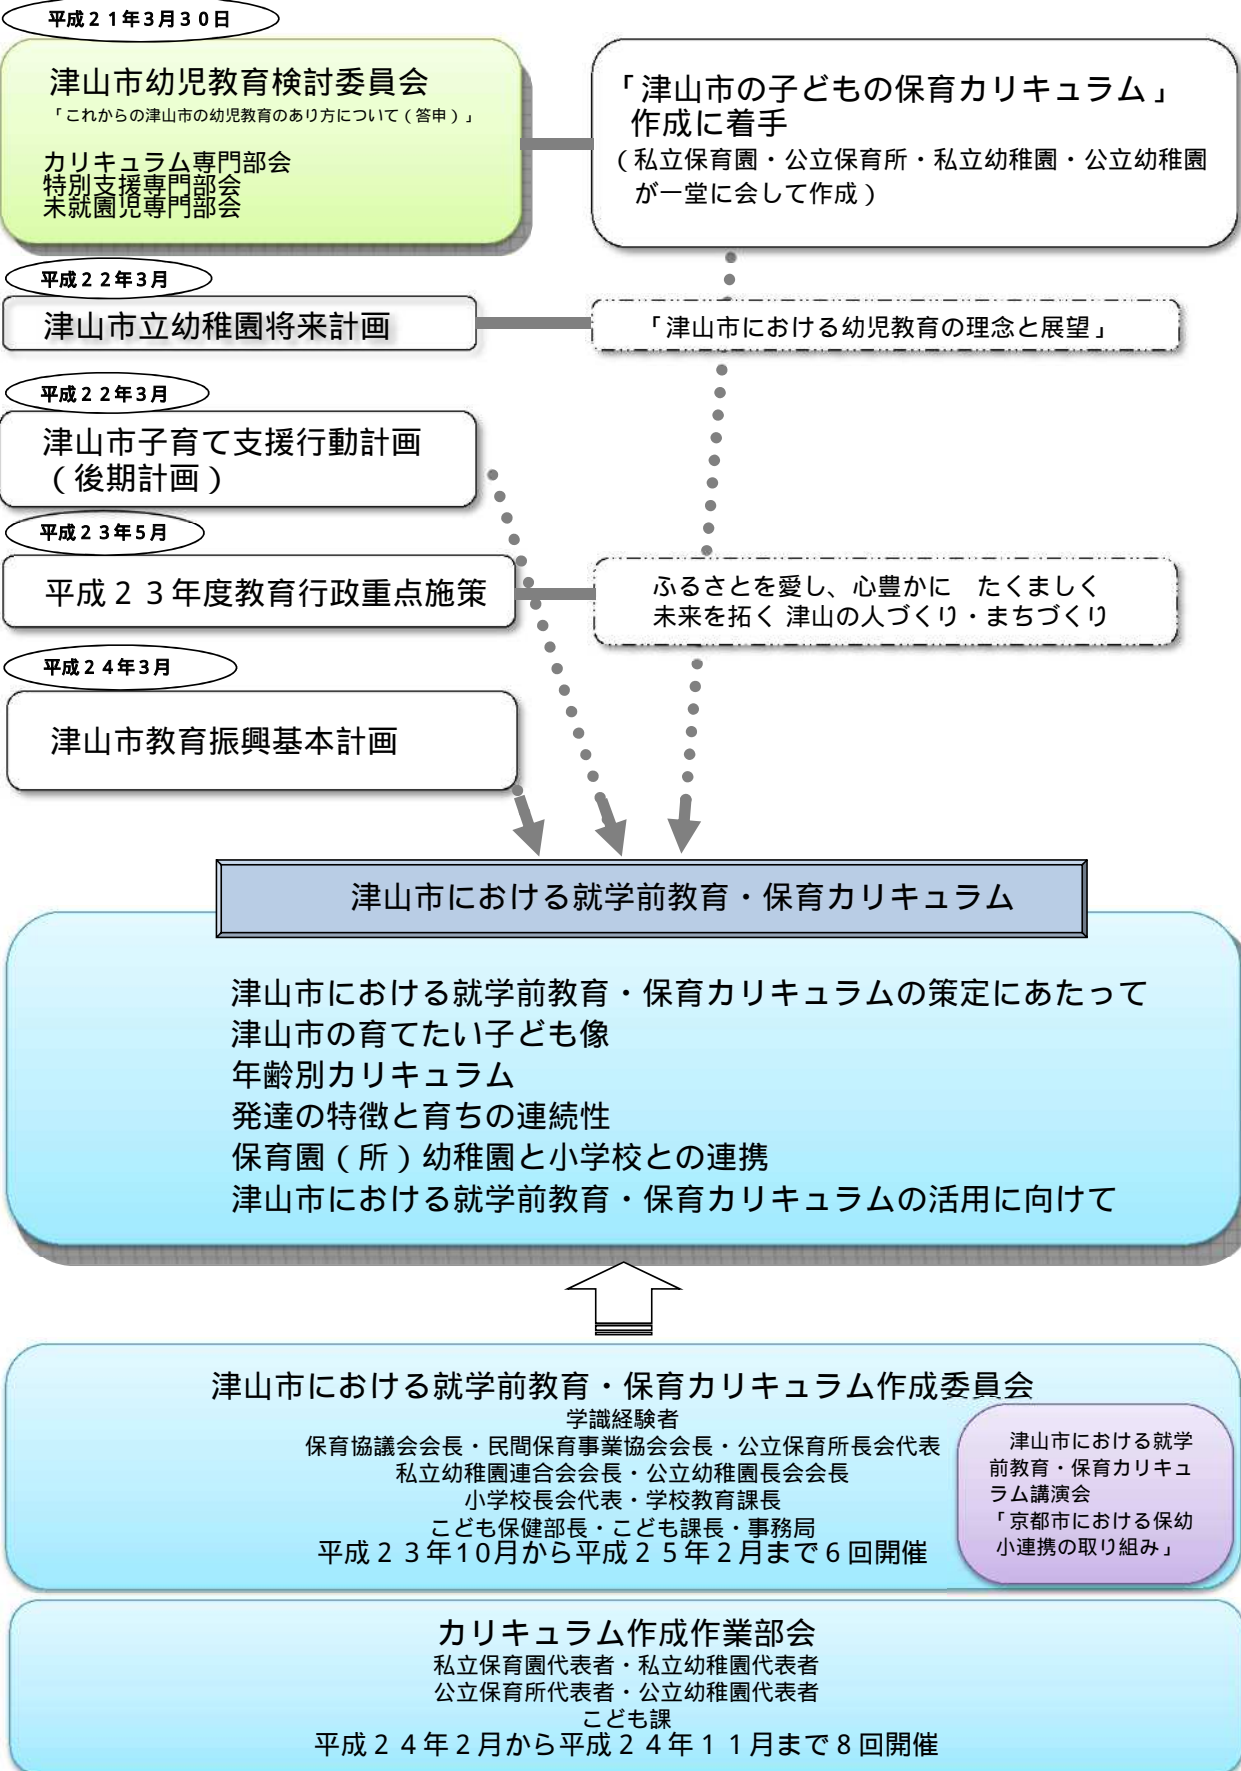 平成２１年３月３０日
津山市幼児教育検討委員会
「これからの津山市の幼児教育のあり方について（答申）」
カリキュラム専門部会
特別支援専門部会
未就園児専門部会
「津山市の子どもの保育カリキュラム」
作成に着手
（私立保育園・公立保育所・私立幼稚園・公立幼稚園
が一堂に会して作成）
平成２２年３月
津山市立幼稚園将来計画
「津山市における幼児教育の理念と展望」
平成２２年３月
津山市子育て支援行動計画
（後期計画）
平成２３年５月
平成２３年度教育行政重点施策
ふるさとを愛し、心豊かに　たくましく
未来を拓く 津山の人づくり・まちづくり
平成２４年３月
津山市教育振興基本計画
津山市における就学前教育・保育カリキュラム
津山市における就学前教育・保育カリキュラムの策定にあたって
津山市の育てたい子ども像
年齢別カリキュラム
発達の特徴と育ちの連続性
保育園（所）幼稚園と小学校との連携
津山市における就学前教育・保育カリキュラムの活用に向けて
津山市における就学前教育・保育カリキュラム作成委員会
学識経験者
保育協議会会長・民間保育事業協会会長・公立保育所長会代表
私立幼稚園連合会会長・公立幼稚園長会会長
小学校長会代表・学校教育課長
こども保健部長・こども課長・事務局
平成２３年10月から平成２５年２月まで６回開催
津山市における就学
前教育・保育カリキュ
ラム講演会
「京都市における保幼
小連携の取り組み」
カリキュラム作成作業部会
私立保育園代表者・私立幼稚園代表者
公立保育所代表者・公立幼稚園代表者
こども課
平成２４年２月から平成２４年１１月まで８回開催